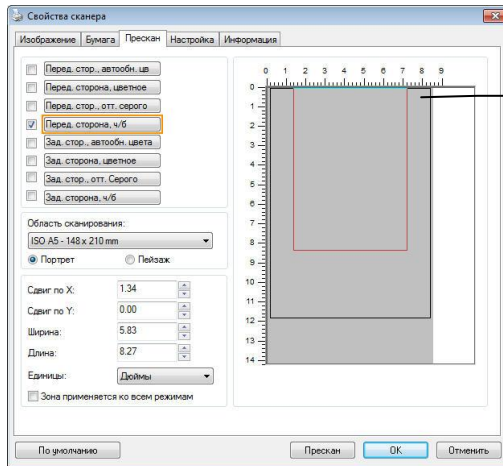 Свойства сканера
Изображение Бумага Прескан Настройка Информация
Перед. стор., автообн. цв
Перед. сторона, цветное
Перед. стор., отт. серого
Перед. сторона, ч/б
Зад. стор., автообн. цвета
Зад. сторона, цветное
Зад. стор., отт. Серого
Зад. сторона, ч/б
Область сканирования:
ISO A5 - 148 x 210 mm
Портрет Пейзаж
Сдвиг по X: 1.34
Сдвиг по Y: 0.00
Ширина: 5.83
Длина: 8.27
Единицы: Дюймы
Зона применяется ко всем режимам
0 1 2 3 4 5 6 7 8 9
0
1
2
3
4
5
6
7
8
9
10
11
12
13
14
По умолчанию Прескан OK Отменить